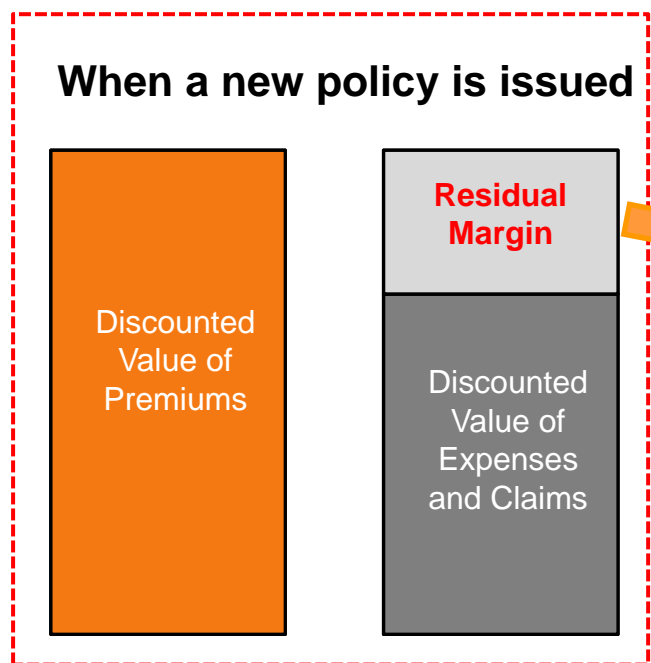 When a new policy is issued
Discounted
Value of
Premiums
Residual
Margin
Discounted
Value of
Expenses
and Claims